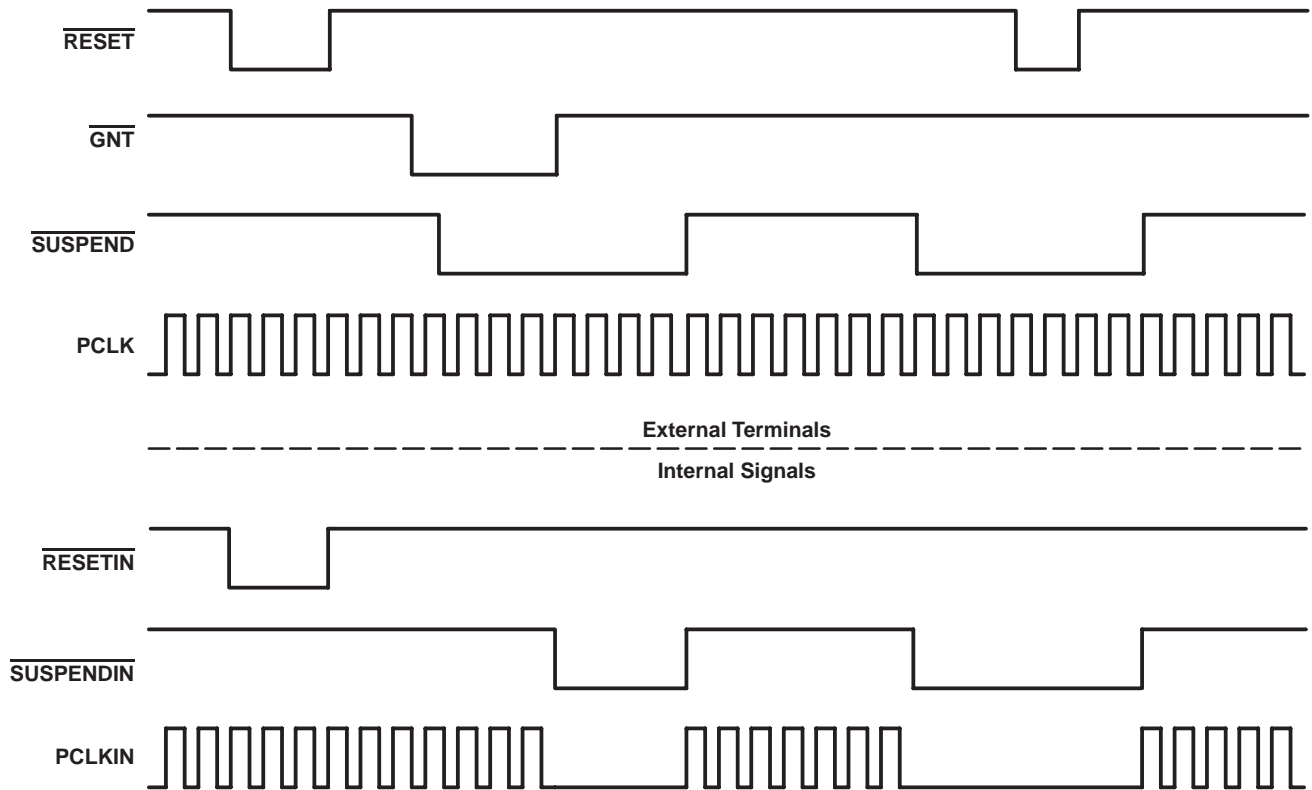 RESET
GNT
SUSPEND
PCLK
External Terminals
Internal Signals
RESETIN
SUSPENDIN
PCLKIN